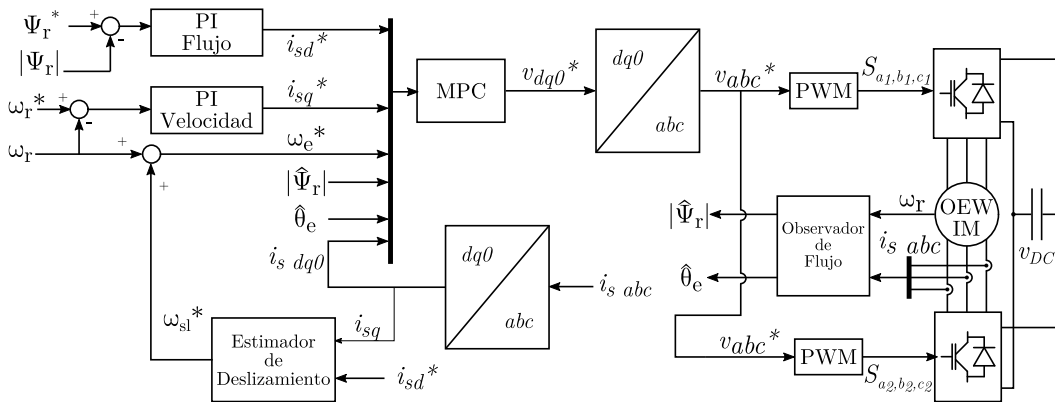 Ψr*
+
-
|Ψr|
PI
Flujo
isd*
ωr*
+
-
PI
Velocidad
isq*
ωr
+
+
ωe*
|Ψ̂r|
θ̂e
is dq0
MPC
vdq0*
dq0
abc
vabc*
PWM
Sa1,b1,c1
OEW
IM
vDC
ωr
is abc
Observador
de
Flujo
|Ψ̂r|
θ̂e
dq0
abc
is abc
ωsl*
isq
Estimador
de
Deslizamiento
isd*
vabc*
PWM
Sa2,b2,c2